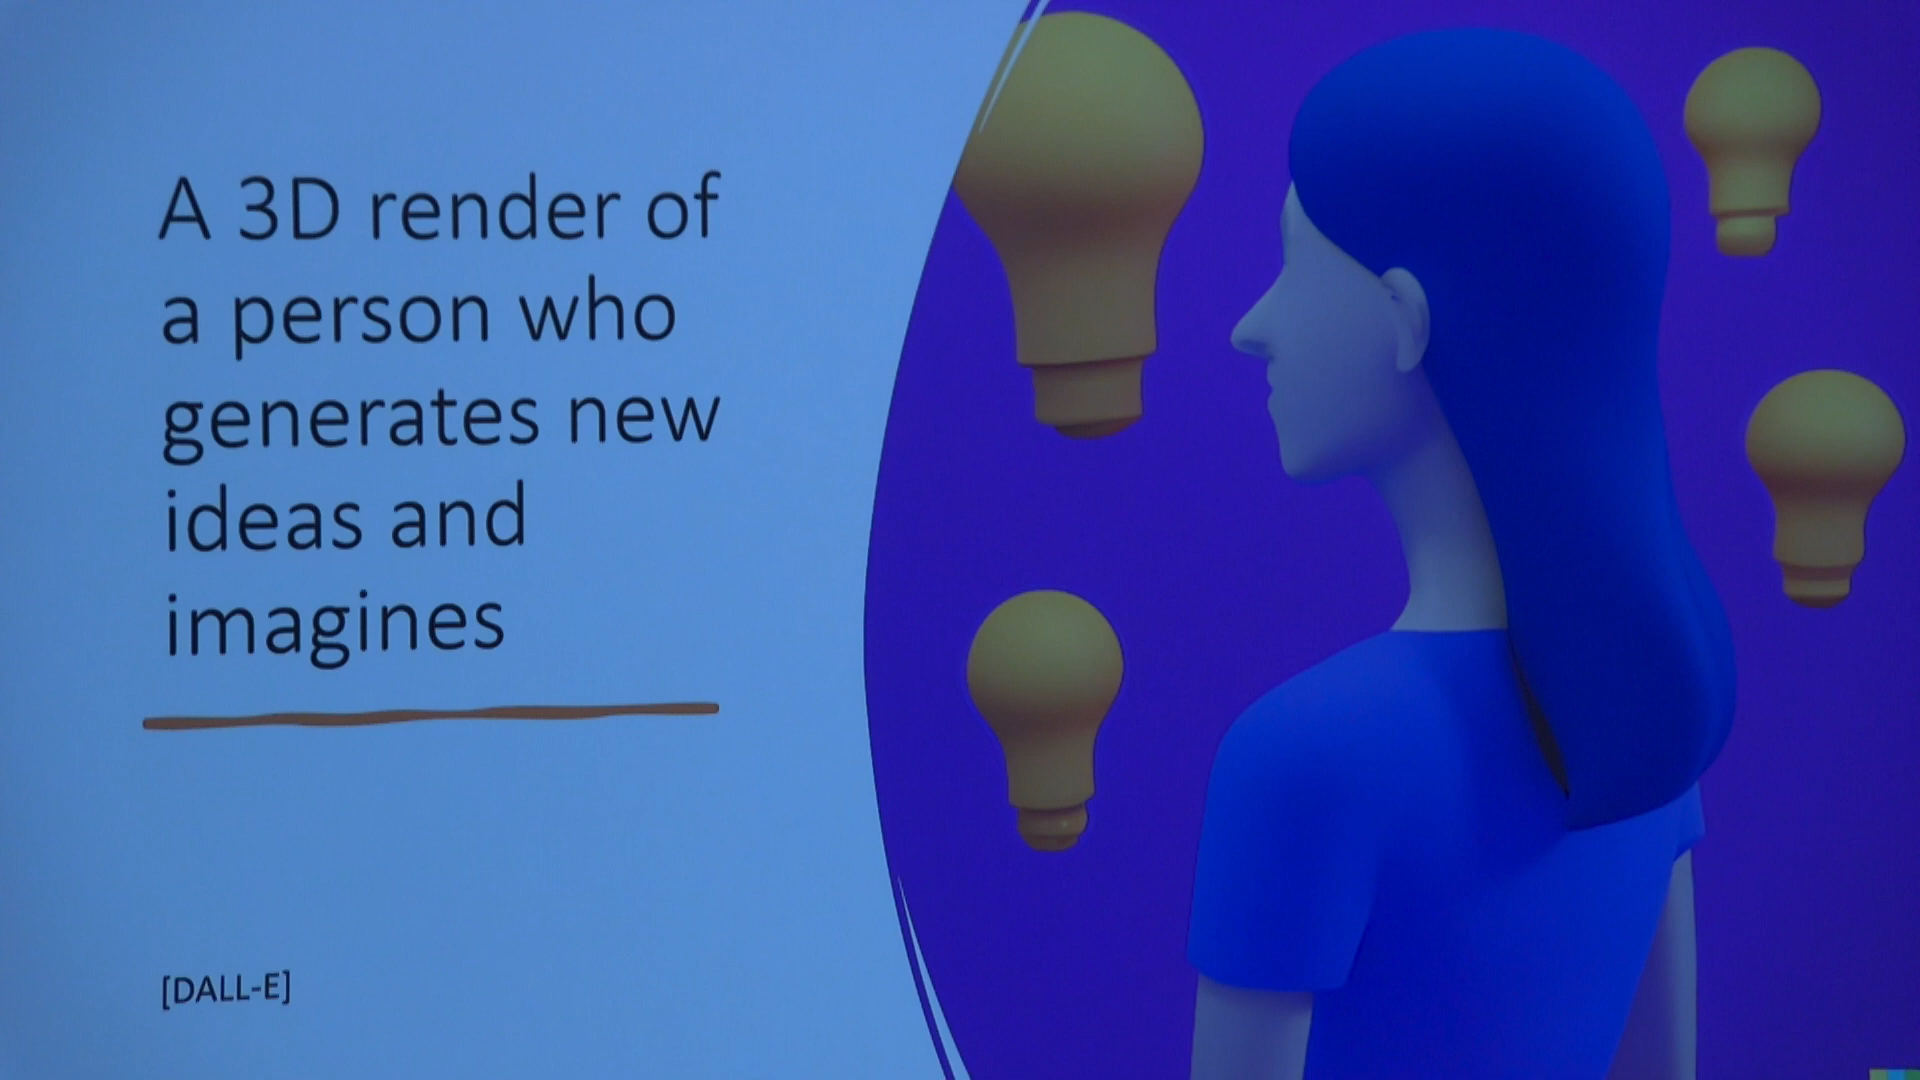 A 3D render of
a person who
generates new
ideas and
imagines
[DALL-E]